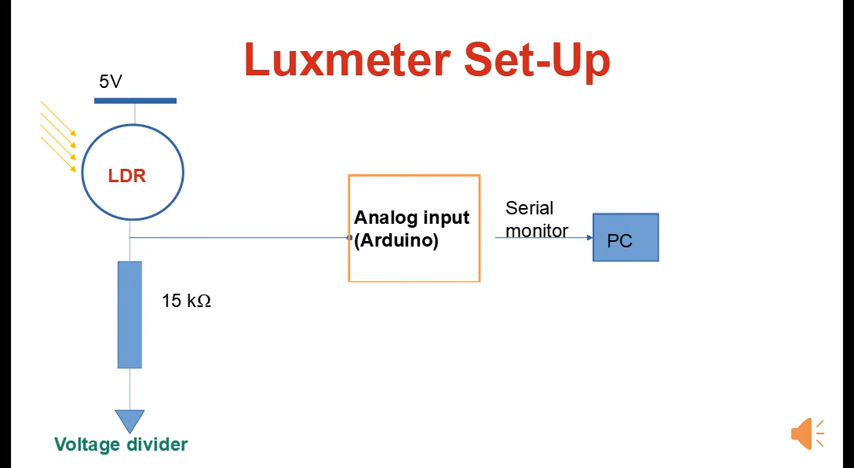 Luxmeter Set-Up
5V
LDR
Analog input
(Arduino)
Serial
monitor
PC
15 kΩ
Voltage divider